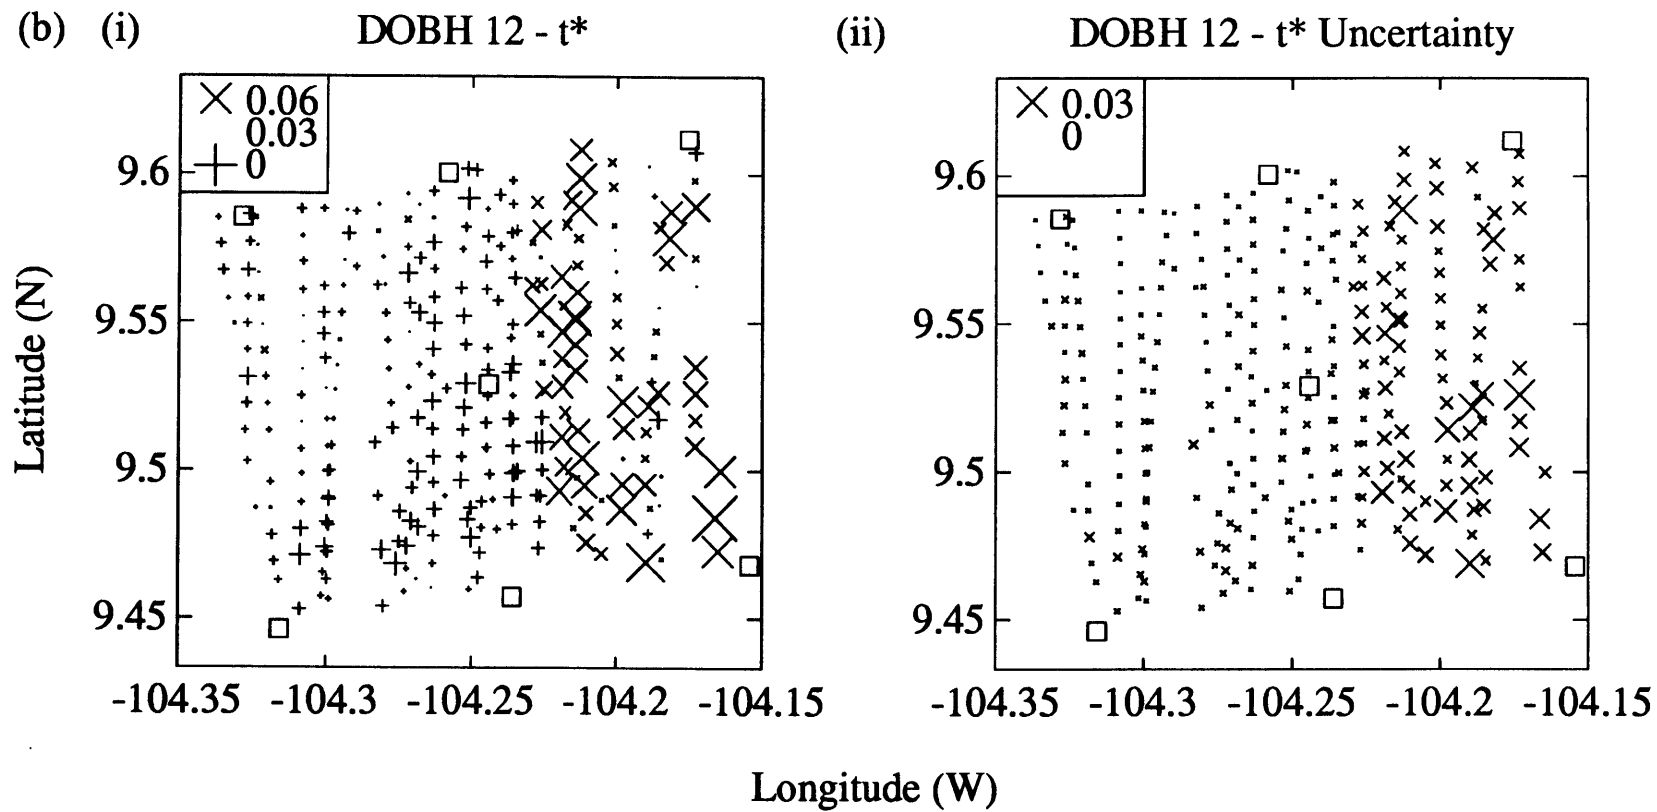 (b) (i) DOBH 12 - t* (ii) DOBH 12 - t* Uncertainty
0.06
0.03
0
0.03
0
9.6
9.55
9.5
9.45
Latitude (N)
-104.35 -104.3 -104.25 -104.2 -104.15
9.6
9.55
9.5
9.45
-104.35 -104.3 -104.25 -104.2 -104.15
Longitude (W)